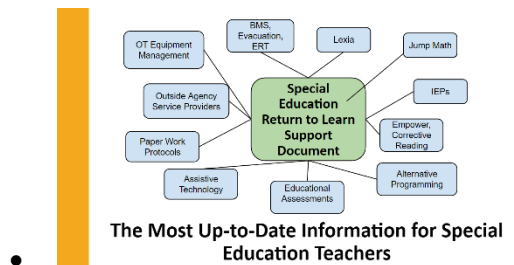 BMS,
Evacuation,
ERT
Lexia
Jump Math
OT Equipment
Management
IEPs
Outside Agency
Service Providers
Special
Education
Return to Learn
Support
Document
Empower,
Corrective
Reading
Paper Work
Protocols
Alternative
Programming
Assistive
Technology
Educational
Assessments
The Most Up-to-Date Information for Special
Education Teachers